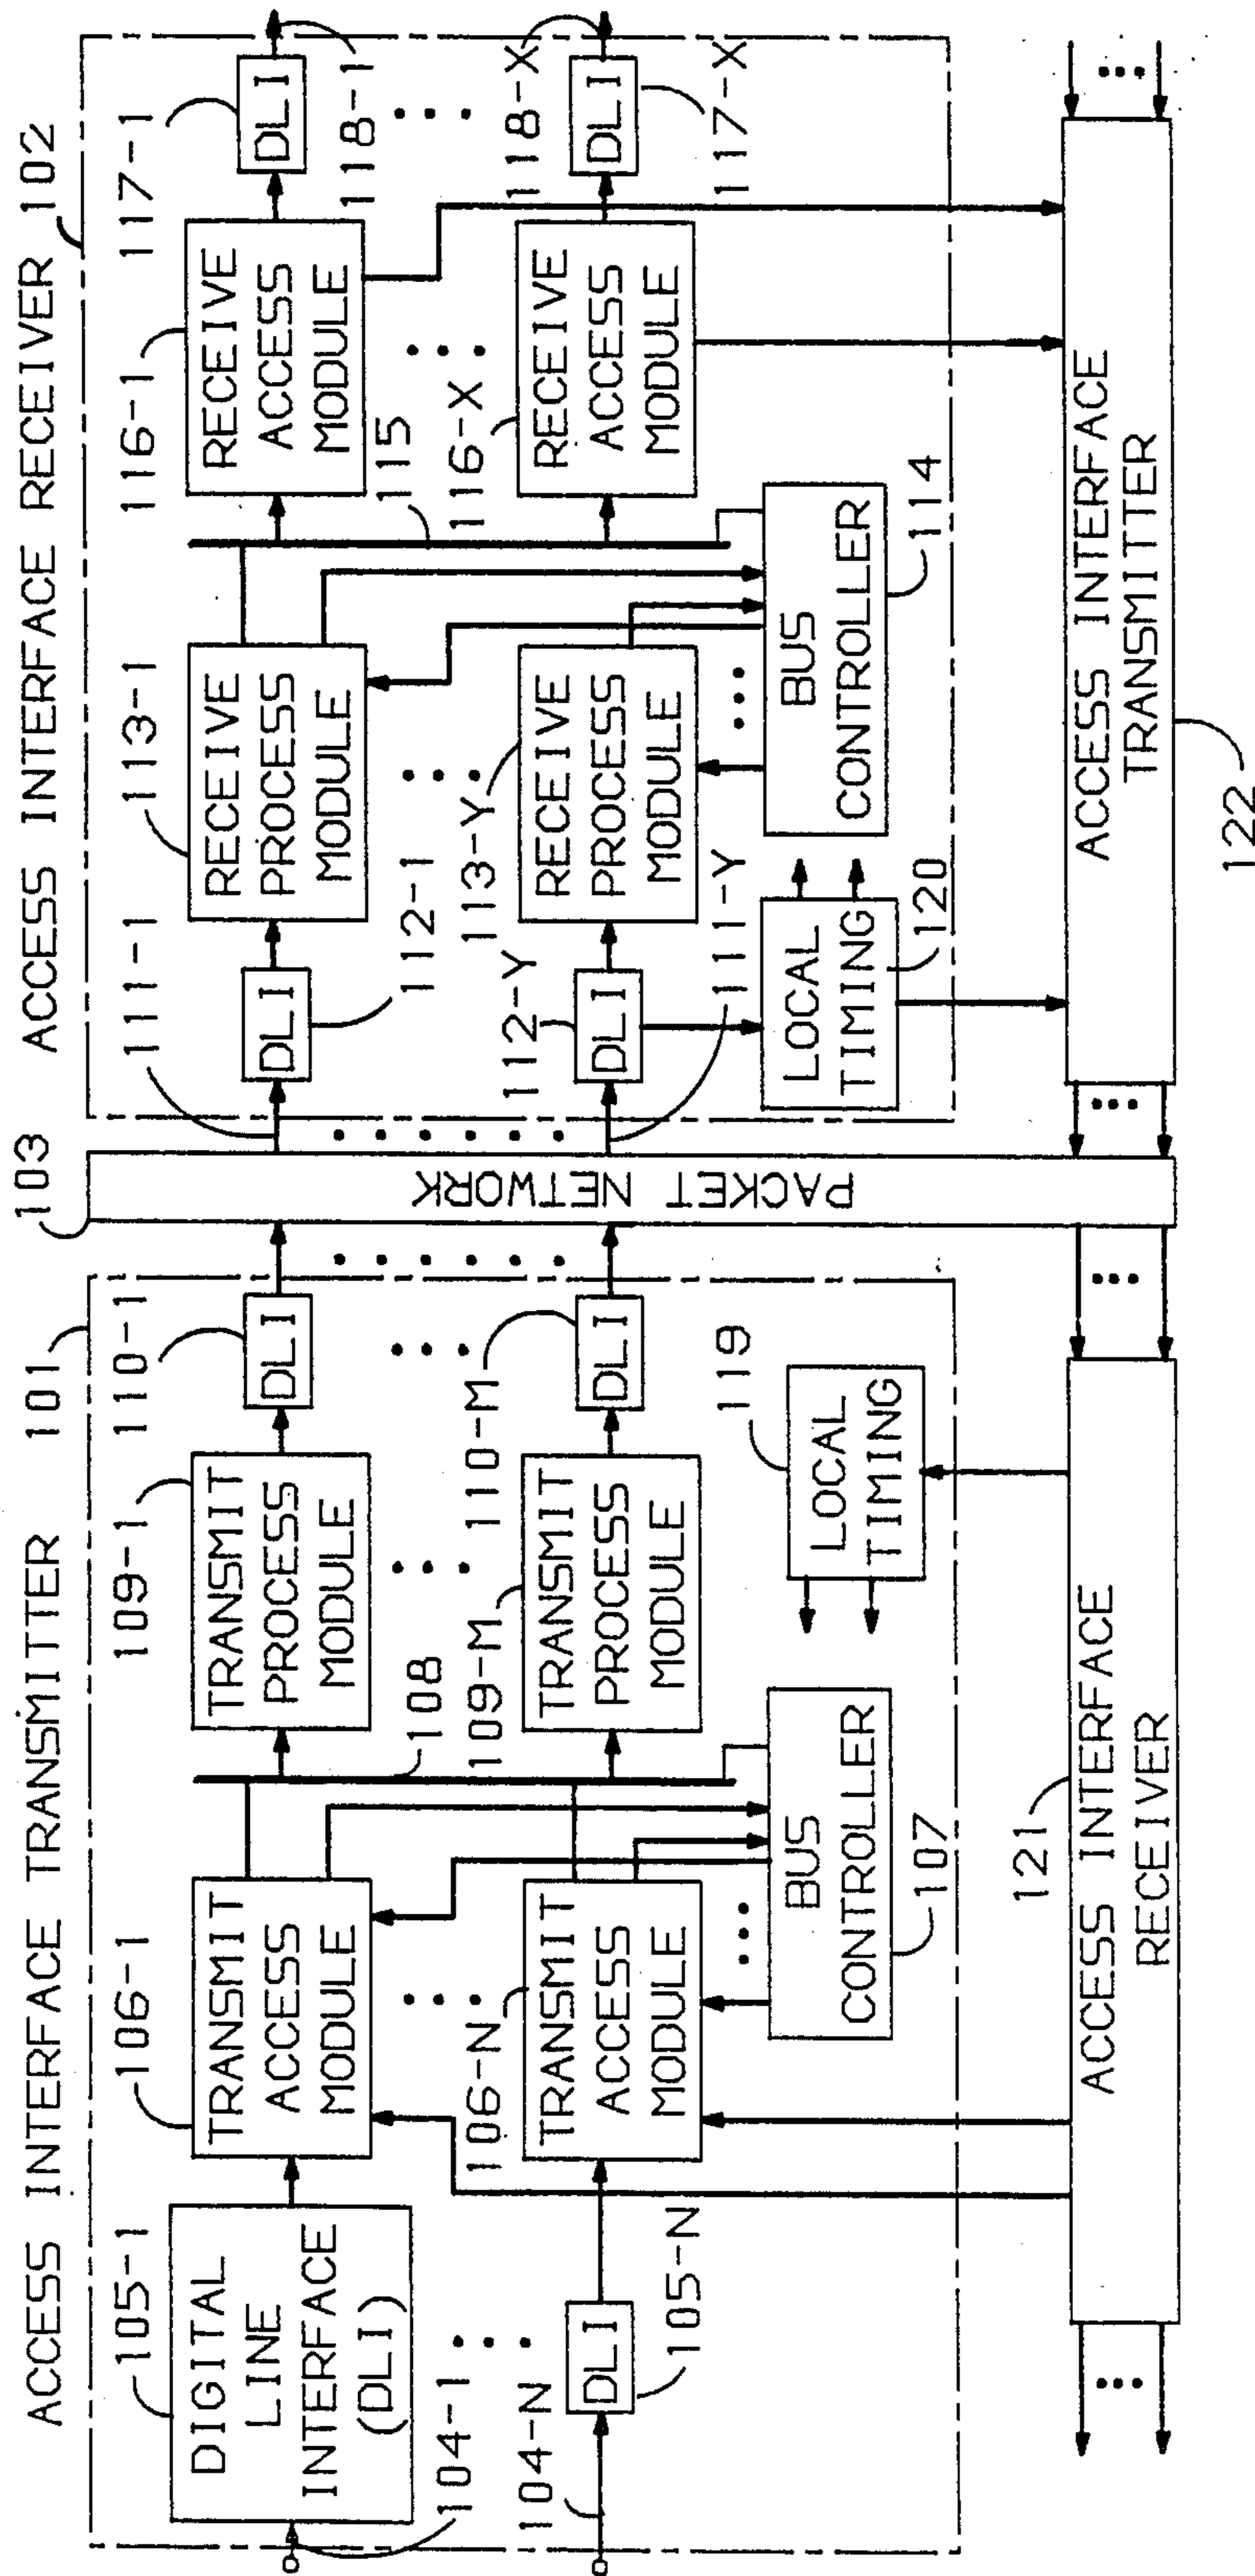 ACCESS INTERFACE TRANSMITTER 101
103
ACCESS INTERFACE RECEIVER 102
105-1
DIGITAL
LINE
INTERFACE
(DLI)
104-1
104-N
DLI
105-N
106-1
TRANSMIT
ACCESS
MODULE
106-N
TRANSMIT
ACCESS
MODULE
108
BUS
CONTROLLER
107
109-1
TRANSMIT
PROCESS
MODULE
109-M
TRANSMIT
PROCESS
MODULE
110-1
DLI
110-M
DLI
119
LOCAL
TIMING
PACKET NETWORK
111-1
DLI
112-1
112-Y
DLI
111-Y
LOCAL
TIMING
120
113-1
RECEIVE
PROCESS
MODULE
113-Y
RECEIVE
PROCESS
MODULE
BUS
CONTROLLER
114
115
116-1
RECEIVE
ACCESS
MODULE
116-X
RECEIVE
ACCESS
MODULE
117-1
DLI
118-1
118-X
DLI
117-X
121
ACCESS INTERFACE
RECEIVER
ACCESS INTERFACE
TRANSMITTER
122